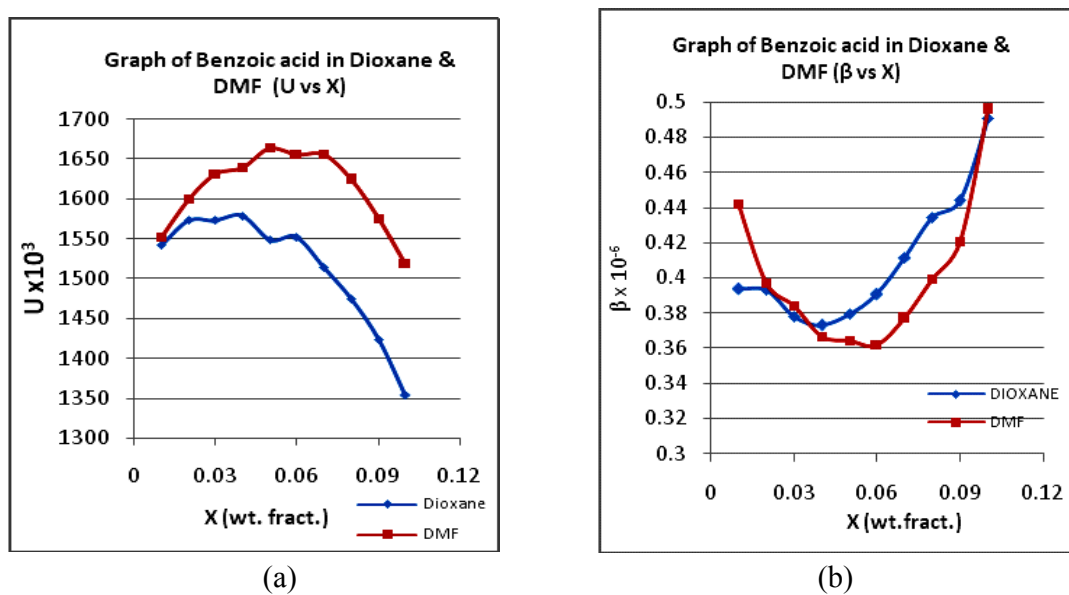 Graph of Benzoic acid in Dioxane &
DMF (U vs X)
1700
1650
1600
1550
1500
1450
1400
1350
1300
U x10³
0 0.03 0.06 0.09 0.12
X (wt. fract.)
Dioxane
DMF
(a)
Graph of Benzoic acid in Dioxane &
DMF (β vs X)
0.5
0.48
0.46
0.44
0.42
0.4
0.38
0.36
0.34
0.32
0.3
β x 10⁻⁶
DIOXANE
DMF
0 0.03 0.06 0.09 0.12
X (wt.fract.)
(b)